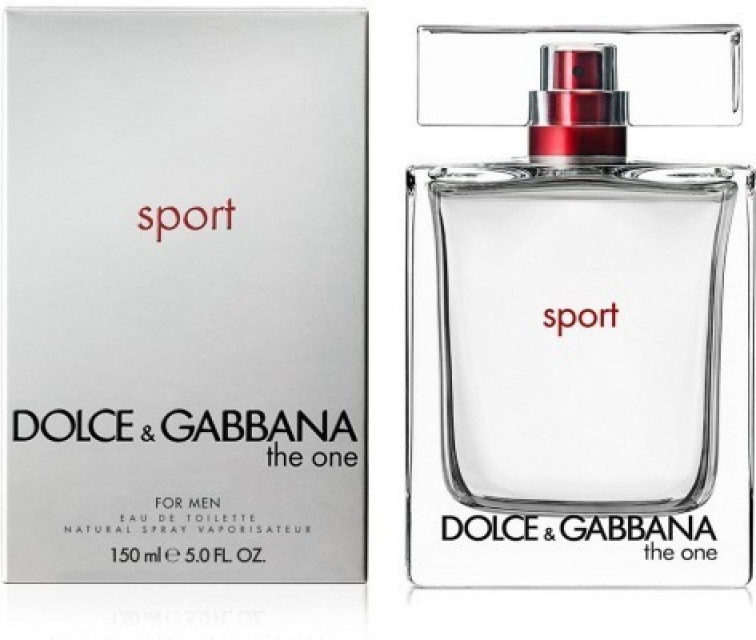 sport
DOLCE & GABBANA
the one
FOR MEN
EAU DE TOILETTE
NATURAL SPRAY VAPORISATEUR
150 ml ℮ 5.0 FL. OZ.
sport
DOLCE & GABBANA
the one